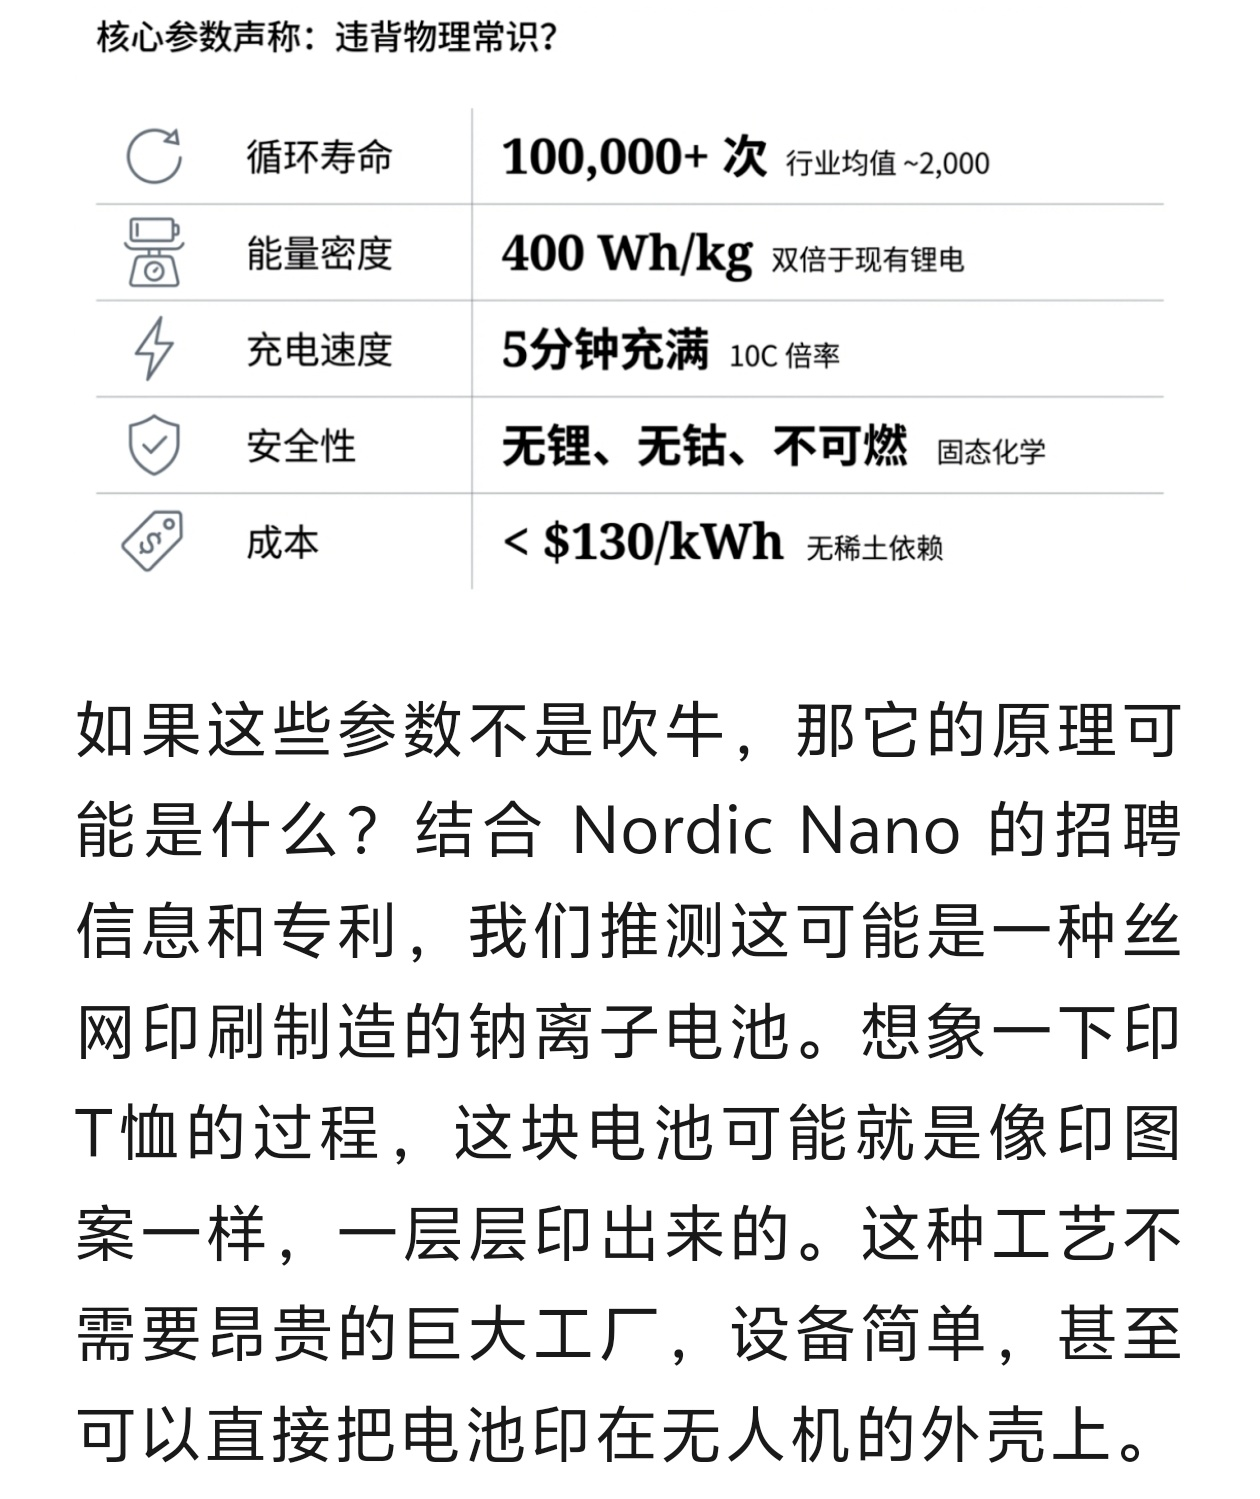 核心参数声称：违背物理常识？
循环寿命 100,000+ 次 行业均值 ~2,000
能量密度 400 Wh/kg 双倍于现有锂电
充电速度 5分钟充满 10C 倍率
安全性 无锂、无钴、不可燃 固态化学
成本 < $130/kWh 无稀土依赖
如果这些参数不是吹牛，那它的原理可
能是什么？结合 Nordic Nano 的招聘
信息和专利，我们推测这可能是一种丝
网印刷制造的钠离子电池。想象一下印
T恤的过程，这块电池可能就是像印图
案一样，一层层印出来的。这种工艺不
需要昂贵的巨大工厂，设备简单，甚至
可以直接把电池印在无人机的外壳上。